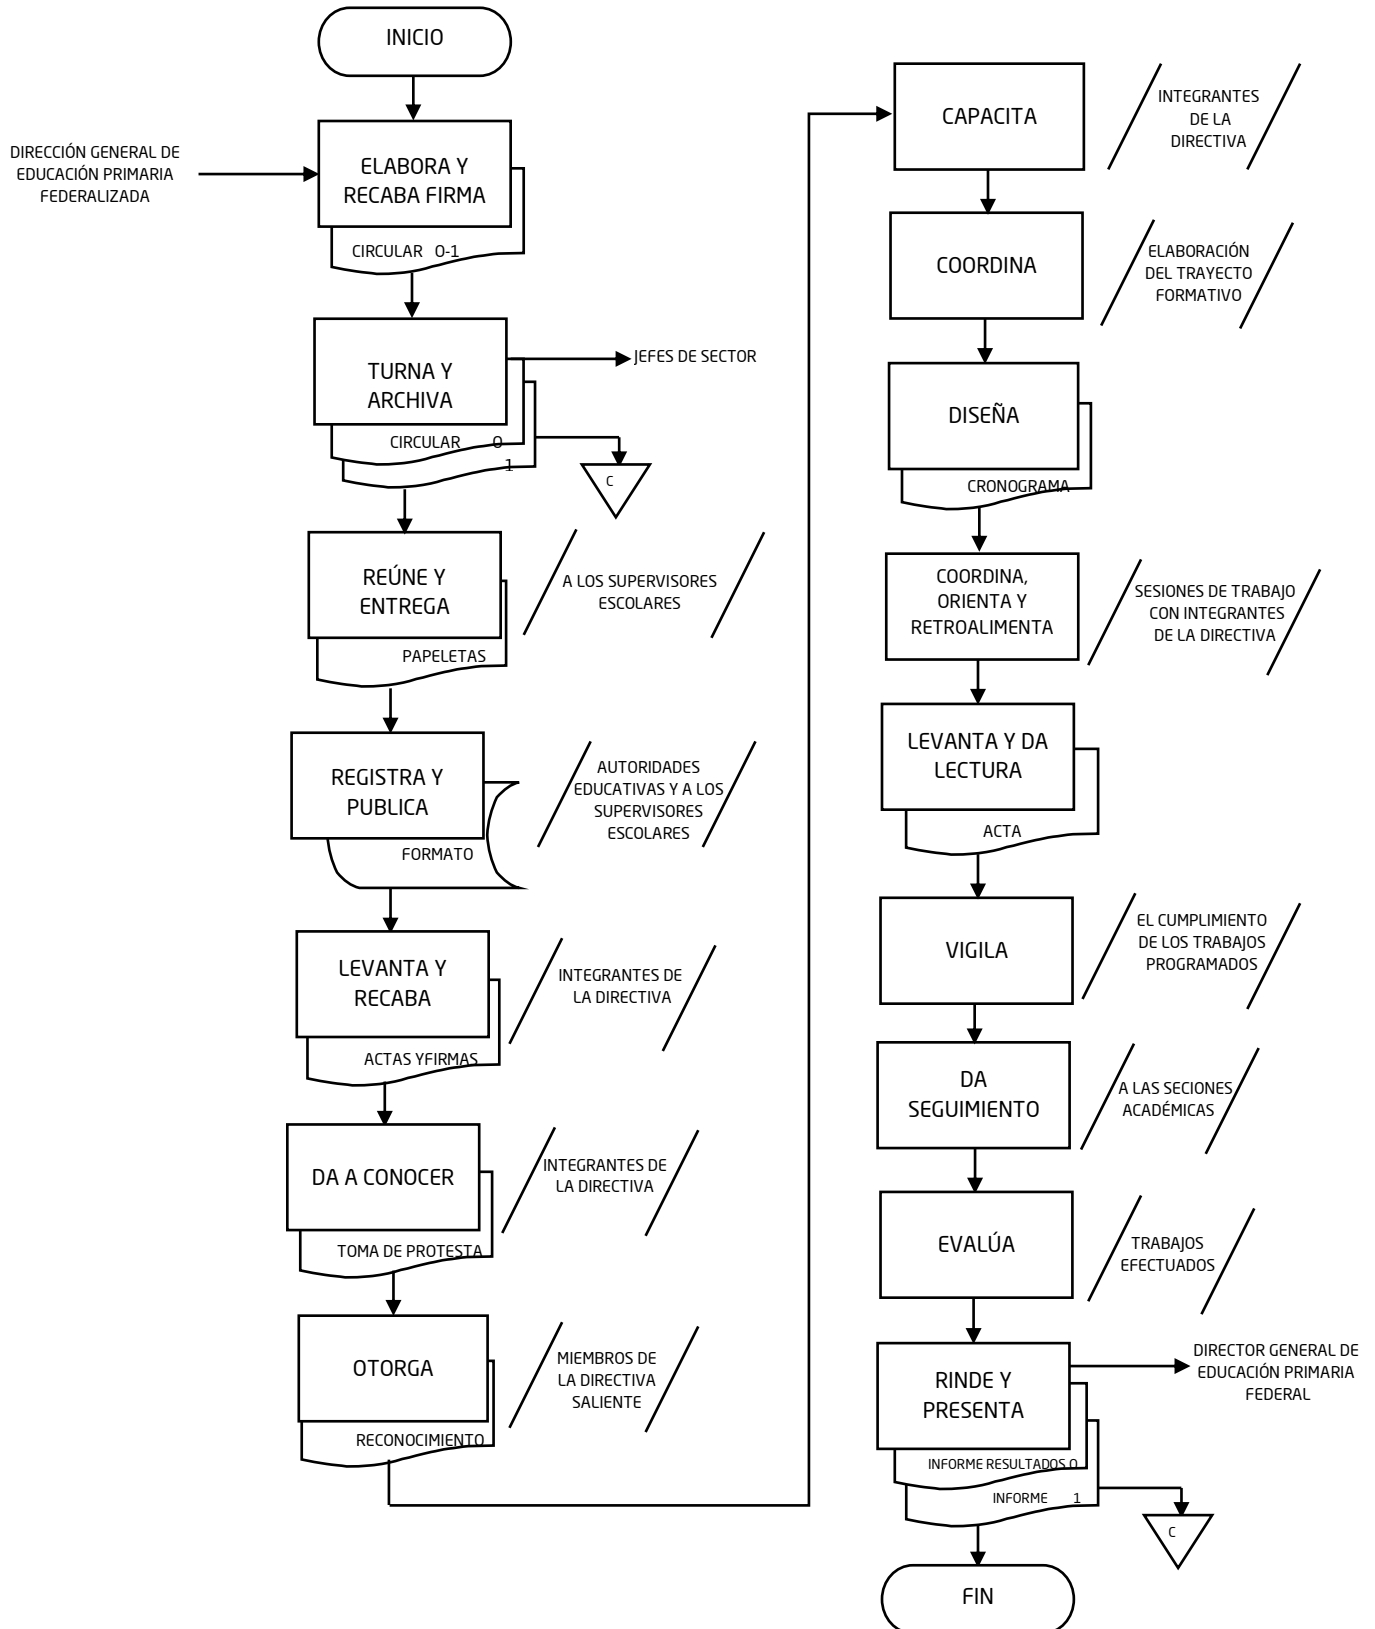 INICIO
DIRECCIÓN GENERAL DE
EDUCACIÓN PRIMARIA
FEDERALIZADA
ELABORA Y
RECABA FIRMA
CIRCULAR O-1
TURNA Y
ARCHIVA
JEFES DE SECTOR
CIRCULAR O
1
C
REÚNE Y
ENTREGA
PAPELETAS
A LOS SUPERVISORES
ESCOLARES
REGISTRA Y
PUBLICA
FORMATO
AUTORIDADES
EDUCATIVAS Y A LOS
SUPERVISORES
ESCOLARES
LEVANTA Y
RECABA
ACTAS YFIRMAS
INTEGRANTES DE
LA DIRECTIVA
DA A CONOCER
TOMA DE PROTESTA
INTEGRANTES DE
LA DIRECTIVA
OTORGA
RECONOCIMIENTO
MIEMBROS DE
LA DIRECTIVA
SALIENTE
CAPACITA
INTEGRANTES
DE LA
DIRECTIVA
COORDINA
ELABORACIÓN
DEL TRAYECTO
FORMATIVO
DISEÑA
CRONOGRAMA
COORDINA,
ORIENTA Y
RETROALIMENTA
SESIONES DE TRABAJO
CON INTEGRANTES
DE LA DIRECTIVA
LEVANTA Y DA
LECTURA
ACTA
VIGILA
EL CUMPLIMIENTO
DE LOS TRABAJOS
PROGRAMADOS
DA
SEGUIMIENTO
A LAS SECIONES
ACADÉMICAS
EVALÚA
TRABAJOS
EFECTUADOS
RINDE Y
PRESENTA
DIRECTOR GENERAL DE
EDUCACIÓN PRIMARIA
FEDERAL
INFORME RESULTADOS O
INFORME 1
C
FIN